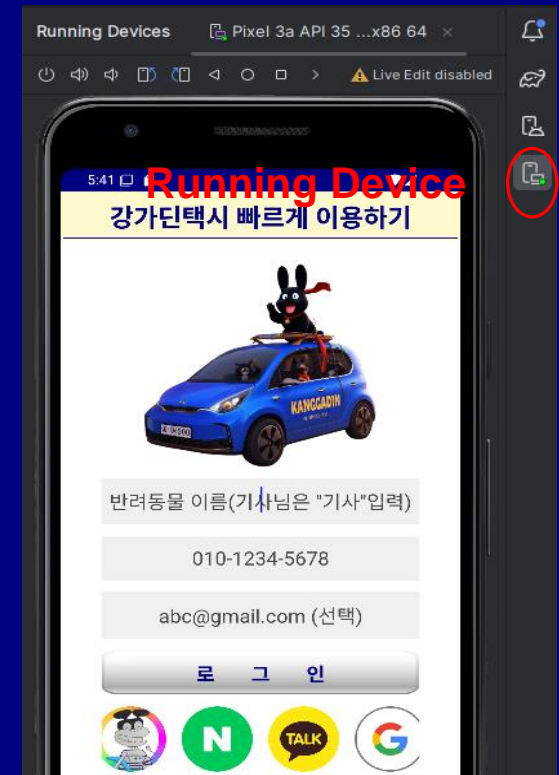 Running Devices
Pixel 3a API 35 ...x86 64
Live Edit disabled
5:41
Running Device
강가딘택시 빠르게 이용하기
KANGGADIN
반려동물 이름(기사님은 "기사"입력)
010-1234-5678
abc@gmail.com (선택)
로 그 인
N
TALK
G